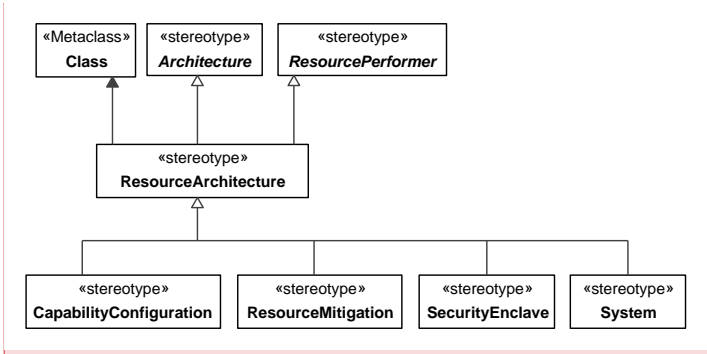 «Metaclass»
Class
«stereotype»
Architecture
«stereotype»
ResourcePerformer
«stereotype»
ResourceArchitecture
«stereotype»
CapabilityConfiguration
«stereotype»
ResourceMitigation
«stereotype»
SecurityEnclave
«stereotype»
System